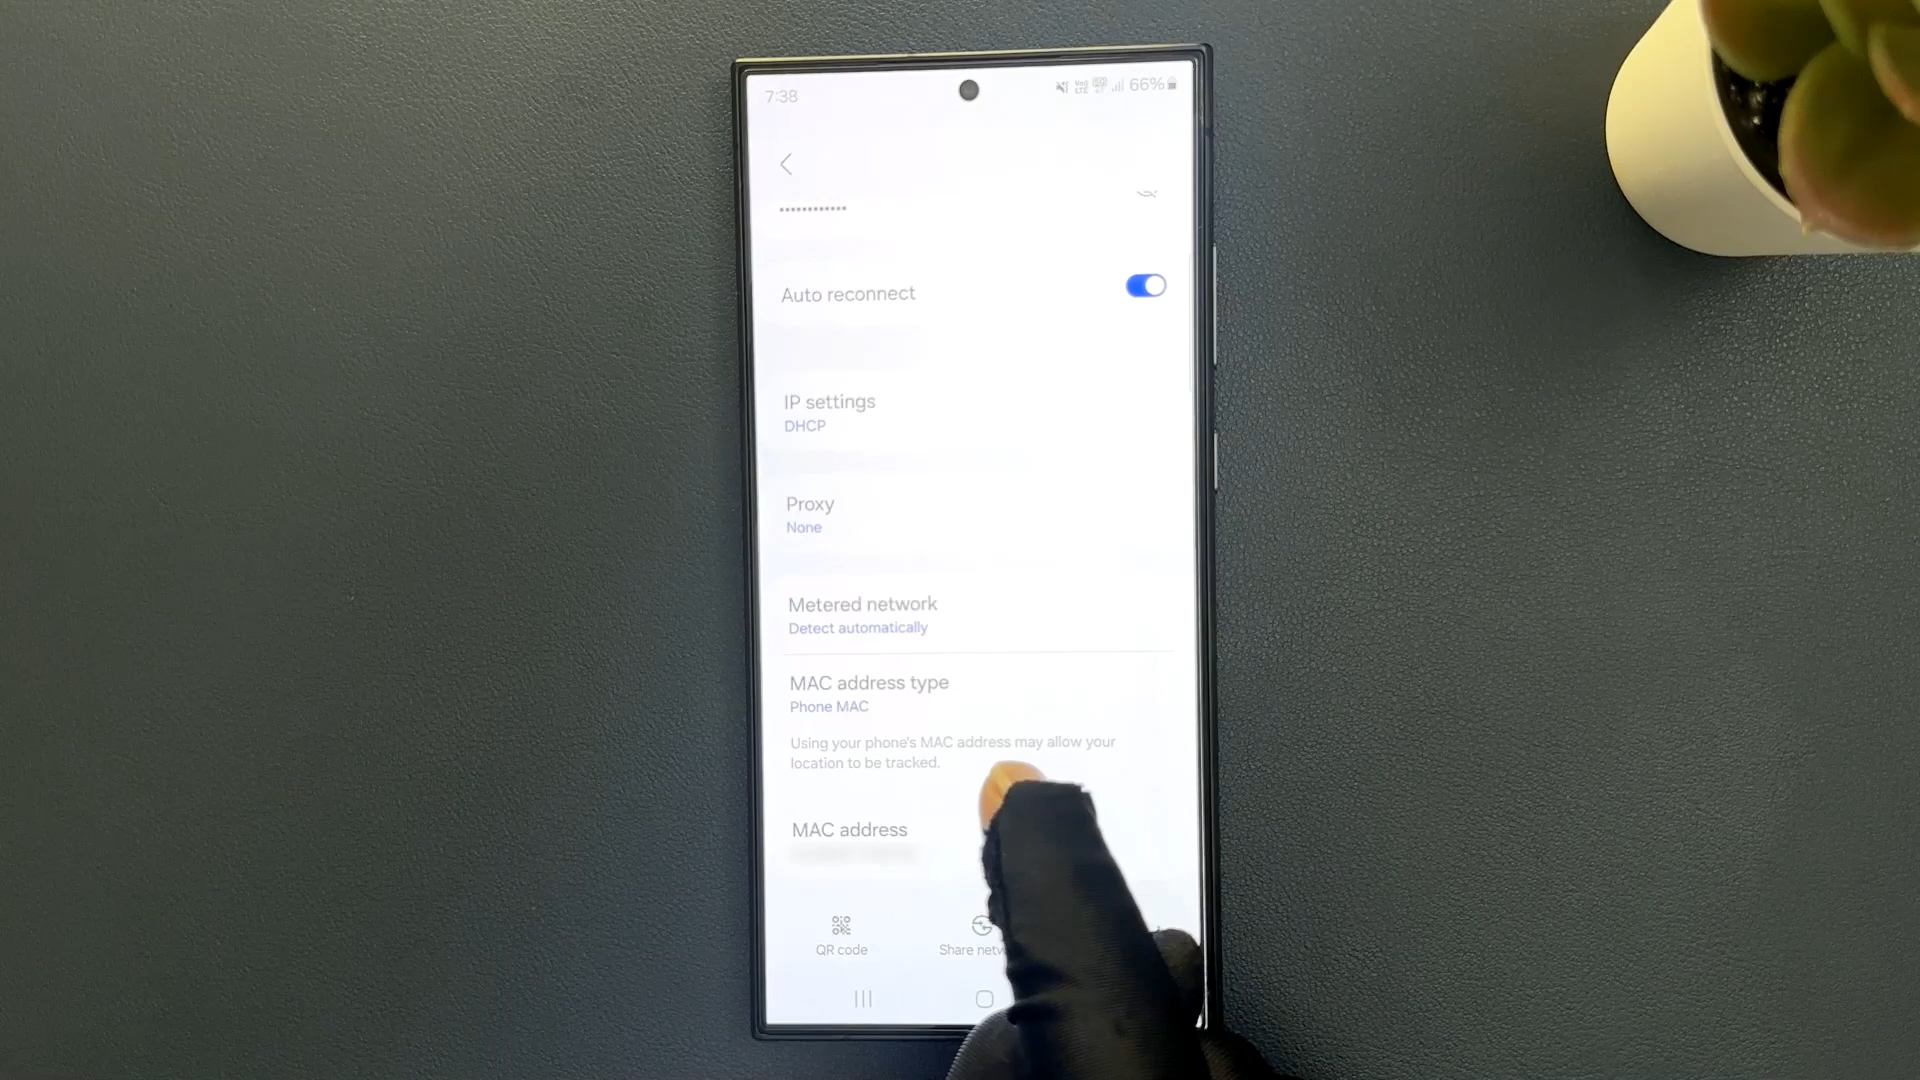 7:38
66%
••••••••••••
Auto reconnect
IP settings
DHCP
Proxy
None
Metered network
Detect automatically
MAC address type
Phone MAC
Using your phone's MAC address may allow your
location to be tracked.
MAC address
QR code
Share